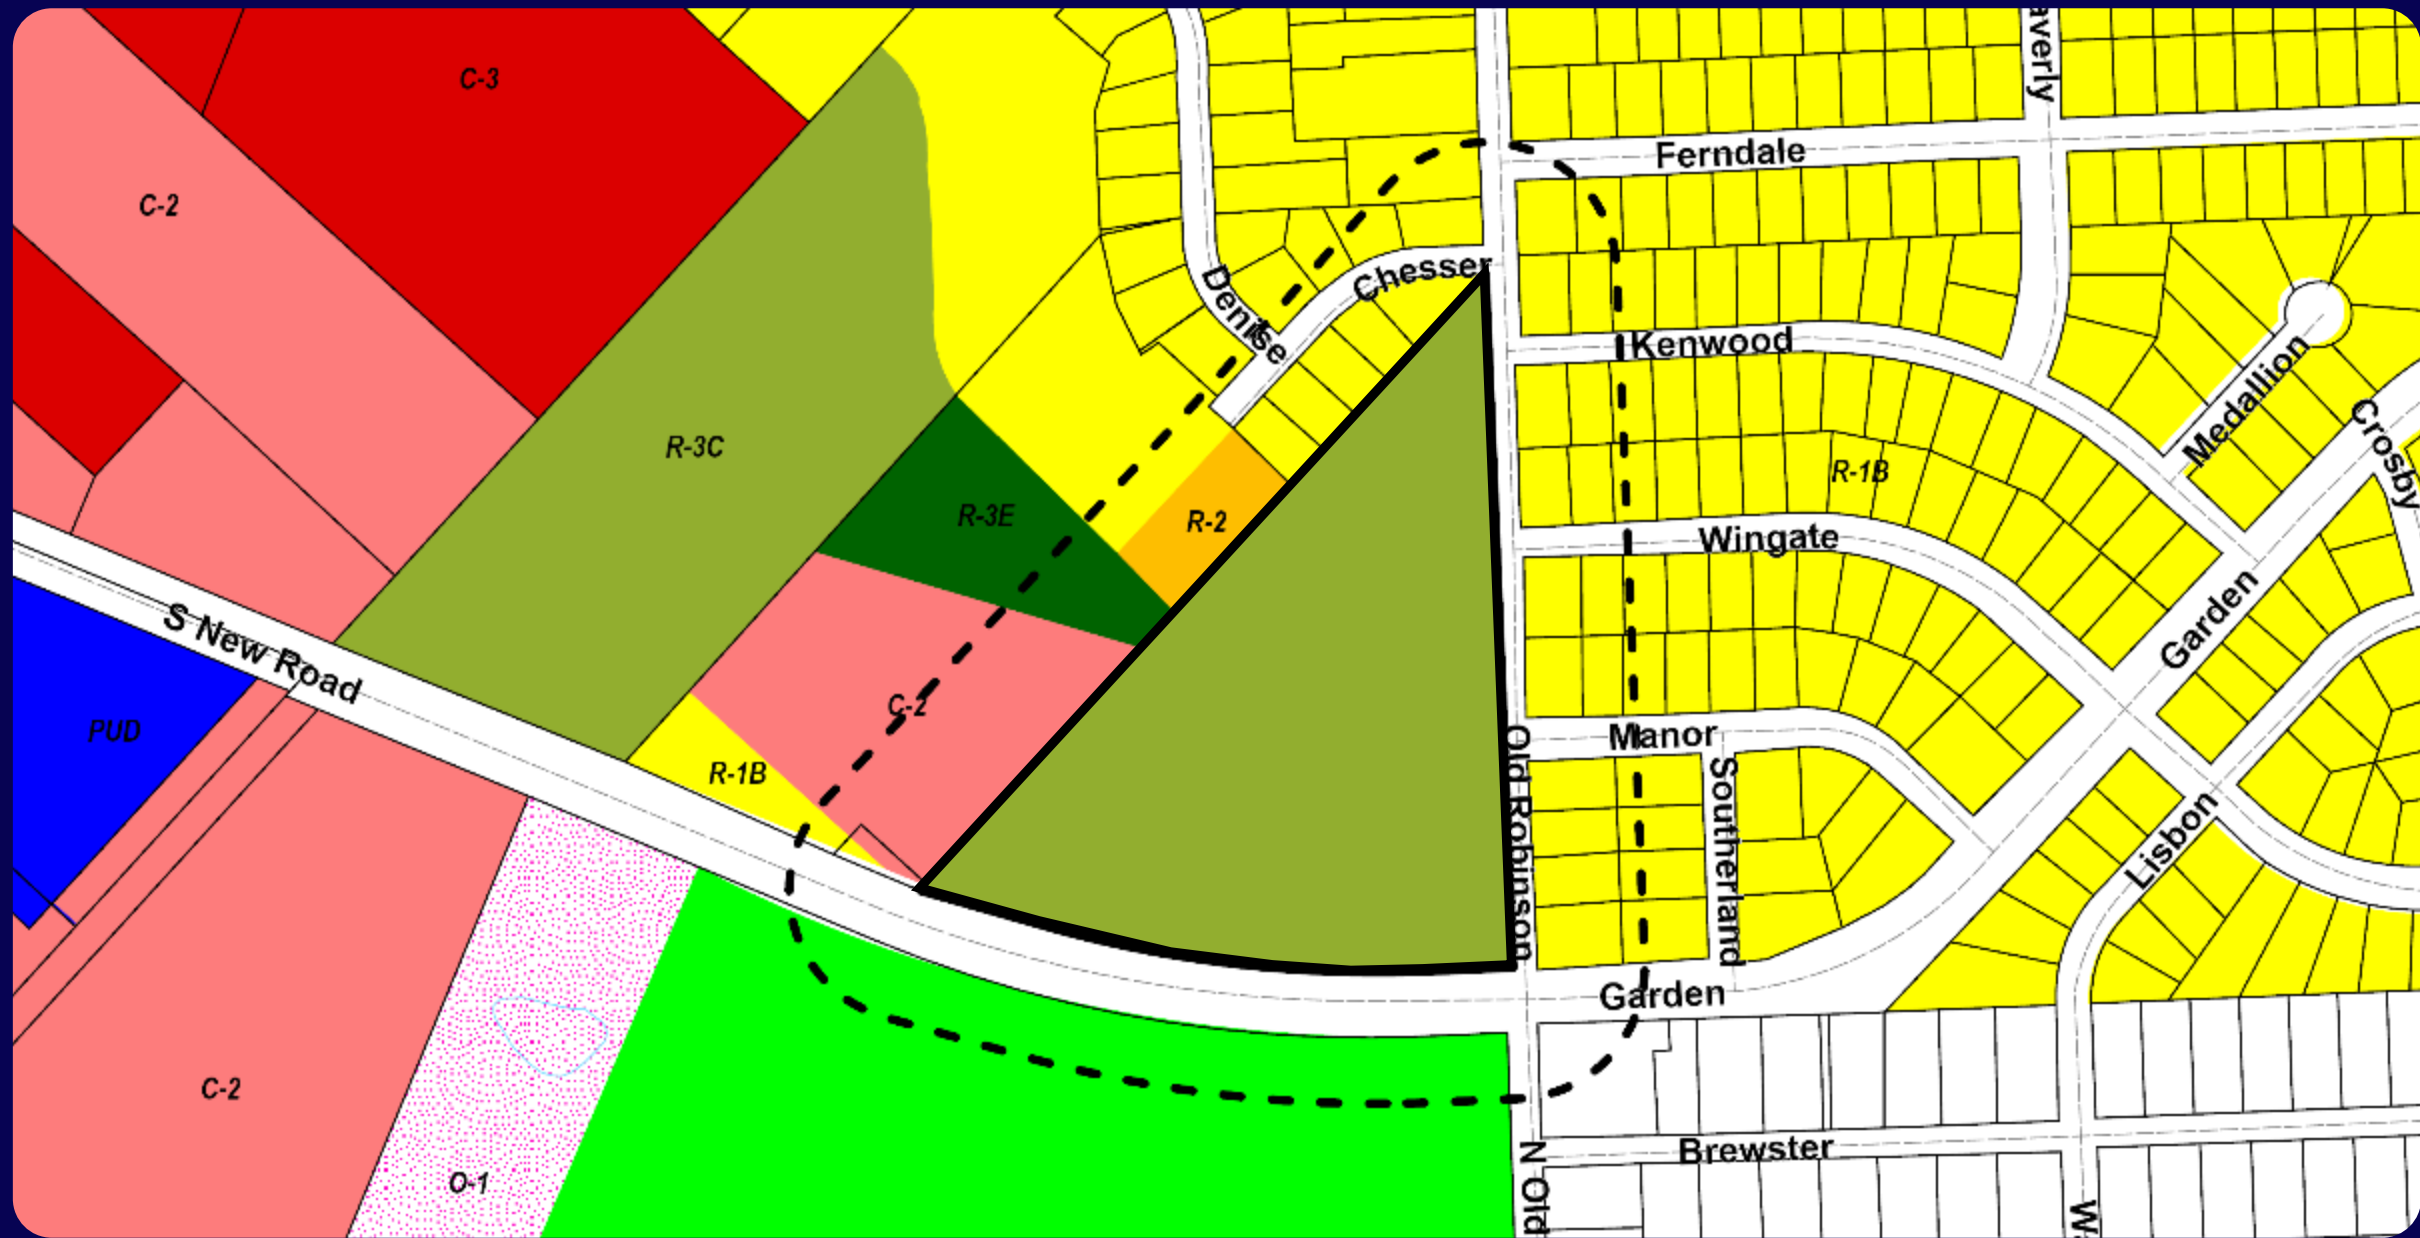 averly
C-3
Ferndale
C-2
Denise
Chesser
Kenwood
Medallion
Crosby
R-3C
R-1B
R-3E
R-2
Wingate
Garden
S New Road
C-2
PUD
R-1B
Old Robinson
Manor
Southerland
Lisbon
Garden
C-2
O-1
Brewster
N Old
W